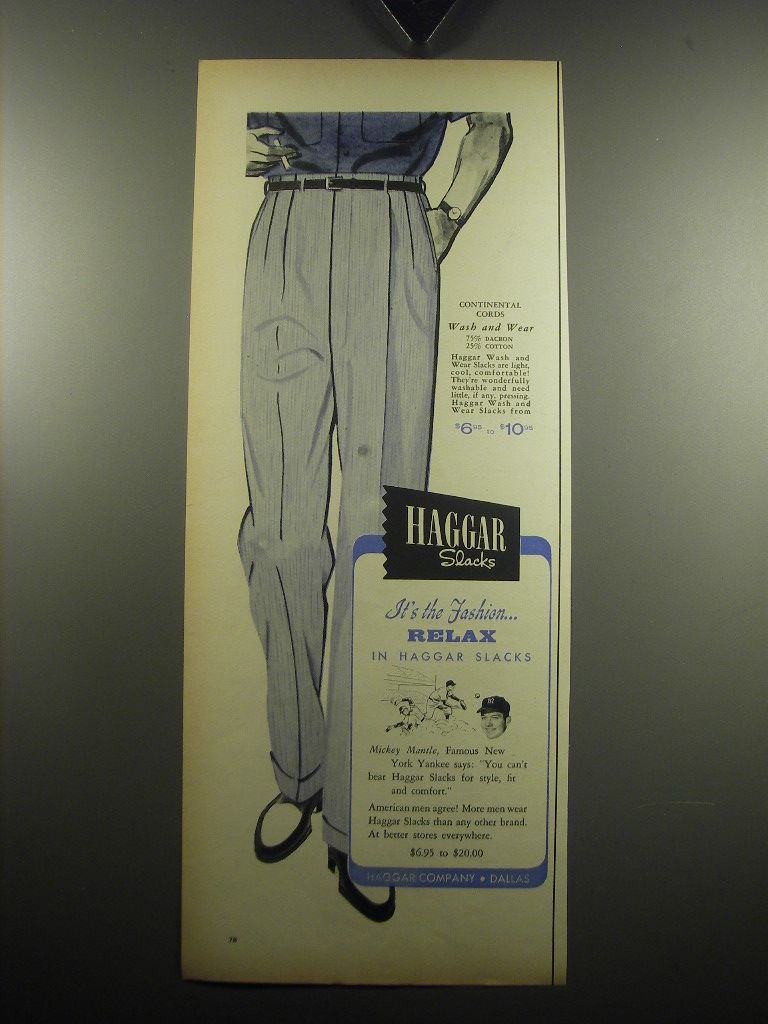 CONTINENTAL
CORDS
Wash and Wear
75% DACRON
25% COTTON
Haggar Wash and
Wear Slacks are light,
cool, comfortable!
They're wonderfully
washable and need
little, if any, pressing.
Haggar Wash and
Wear Slacks from
$6.95 to $10.95
HAGGAR
Slacks
It's the Fashion...
RELAX
IN HAGGAR SLACKS
Mickey Mantle, Famous New
York Yankee says: "You can't
bear Haggar Slacks for style, fit
and comfort."
American men agree! More men wear
Haggar Slacks than any other brand.
At better stores everywhere.
$6.95 to $20.00
HAGGAR COMPANY • DALLAS
78